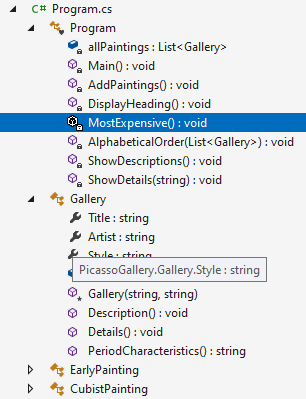 Program.cs
Program
allPaintings : List<Gallery>
Main() : void
AddPaintings() : void
DisplayHeading() : void
MostExpensive() : void
AlphabeticalOrder(List<Gallery>) : void
ShowDescriptions() : void
ShowDetails(string) : void
Gallery
Title : string
Artist : string
Style : string
PicassoGallery.Gallery.Style : string
Gallery(string, string)
Description() : void
Details() : void
PeriodCharacteristics() : string
EarlyPainting
CubistPainting